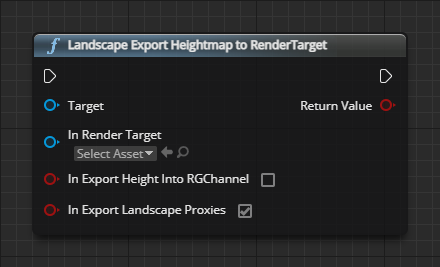 Landscape Export Heightmap to RenderTarget
Target
Return Value
In Render Target
Select Asset
In Export Height Into RGChannel
In Export Landscape Proxies